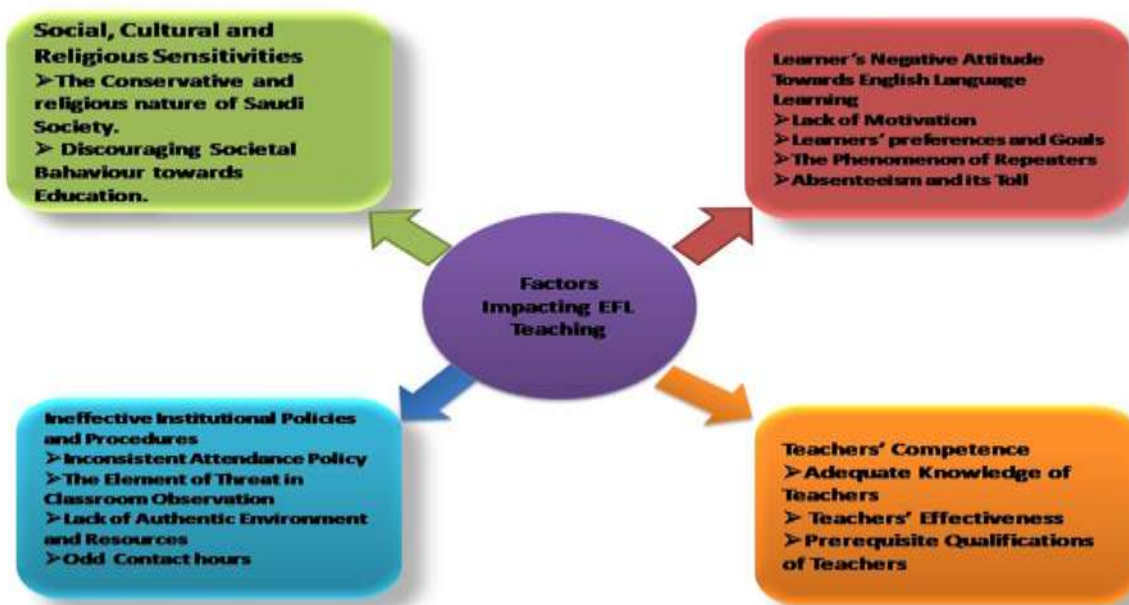 Social, Cultural and
Religious Sensitivities
➢The Conservative and
religious nature of Saudi
Society.
➢ Discouraging Societal
Bahaviour towards
Education.
Learner's Negative Attitude
Towards English Language
Learning
➢Lack of Motivation
➢Learners' preferences and Goals
➢The Phenomenon of Repeaters
➢Absenteeism and its Toll
Factors
Impacting EFL
Teaching
Ineffective Institutional Policies
and Procedures
➢Inconsistent Attendance Policy
➢The Element of Threat in
Classroom Observation
➢Lack of Authentic Environment
and Resources
➢Odd Contact hours
Teachers' Competence
➢Adequate Knowledge of
Teachers
➢ Teachers' Effectiveness
➢Prerequisite Qualifications
of Teachers